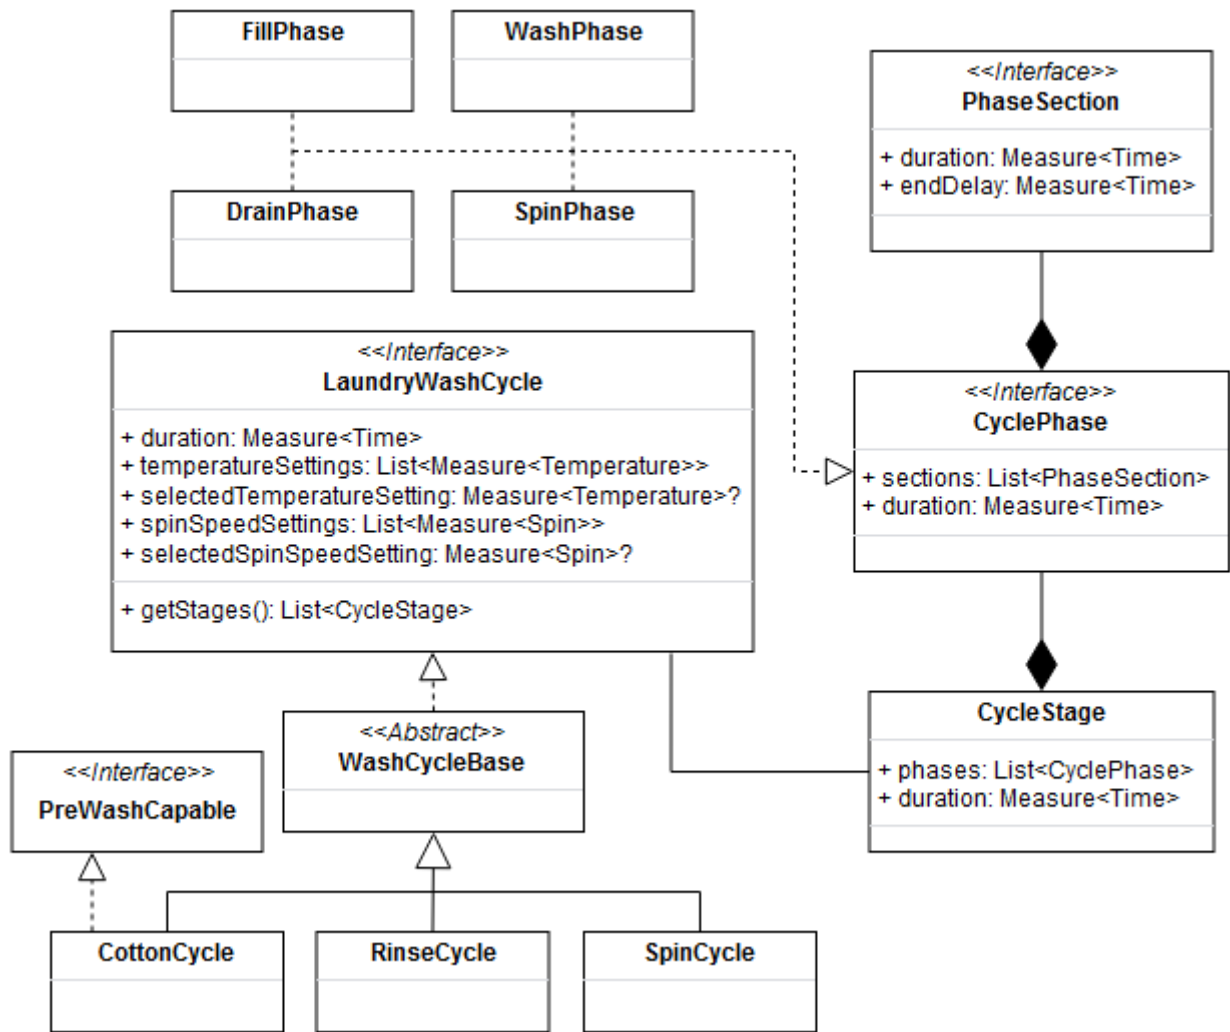 FillPhase
WashPhase
<<Interface>>
PhaseSection
+ duration: Measure<Time>
+ endDelay: Measure<Time>
DrainPhase
SpinPhase
<<Interface>>
LaundryWashCycle
+ duration: Measure<Time>
+ temperatureSettings: List<Measure<Temperature>>
+ selectedTemperatureSetting: Measure<Temperature>?
+ spinSpeedSettings: List<Measure<Spin>>
+ selectedSpinSpeedSetting: Measure<Spin>?
+ getStages(): List<CycleStage>
<<Interface>>
CyclePhase
+ sections: List<PhaseSection>
+ duration: Measure<Time>
CycleStage
+ phases: List<CyclePhase>
+ duration: Measure<Time>
<<Abstract>>
WashCycleBase
<<Interface>>
PreWashCapable
CottonCycle
RinseCycle
SpinCycle